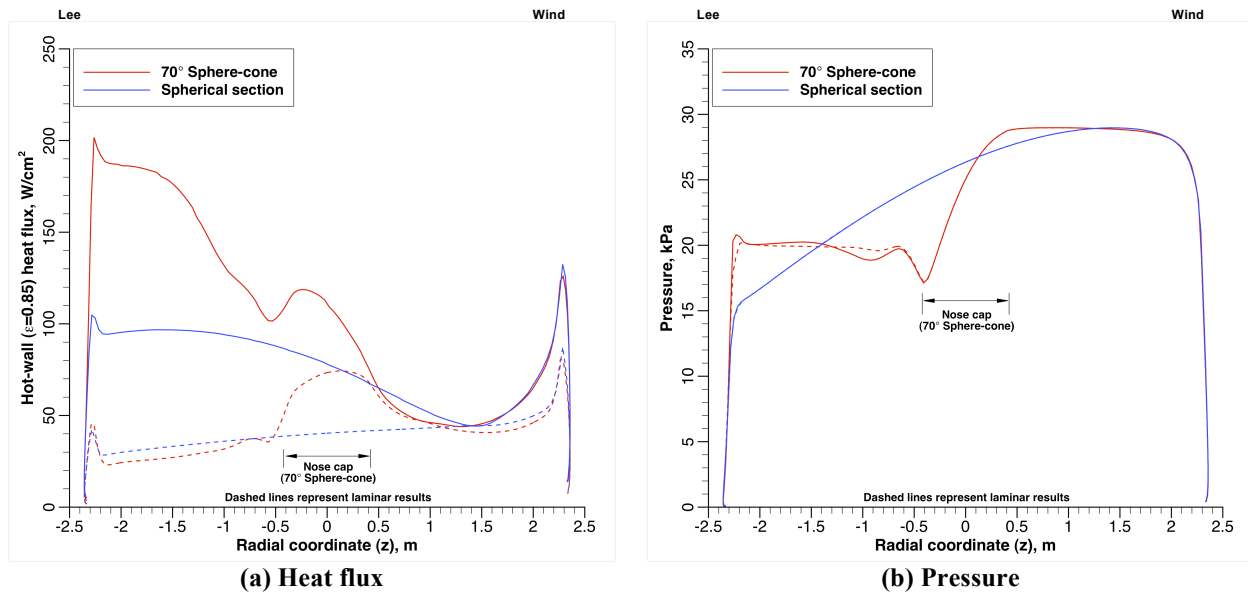 Lee Wind
250
200
150
100
50
0
Hot-wall (ε=0.85) heat flux, W/cm²
70° Sphere-cone
Spherical section
Nose cap
(70° Sphere-cone)
Dashed lines represent laminar results
-2.5 -2 -1.5 -1 -0.5 0 0.5 1 1.5 2 2.5
Radial coordinate (z), m
(a) Heat flux
Lee Wind
35
30
25
20
15
10
5
0
Pressure, kPa
70° Sphere-cone
Spherical section
Nose cap
(70° Sphere-cone)
Dashed lines represent laminar results
-2.5 -2 -1.5 -1 -0.5 0 0.5 1 1.5 2 2.5
Radial coordinate (z), m
(b) Pressure